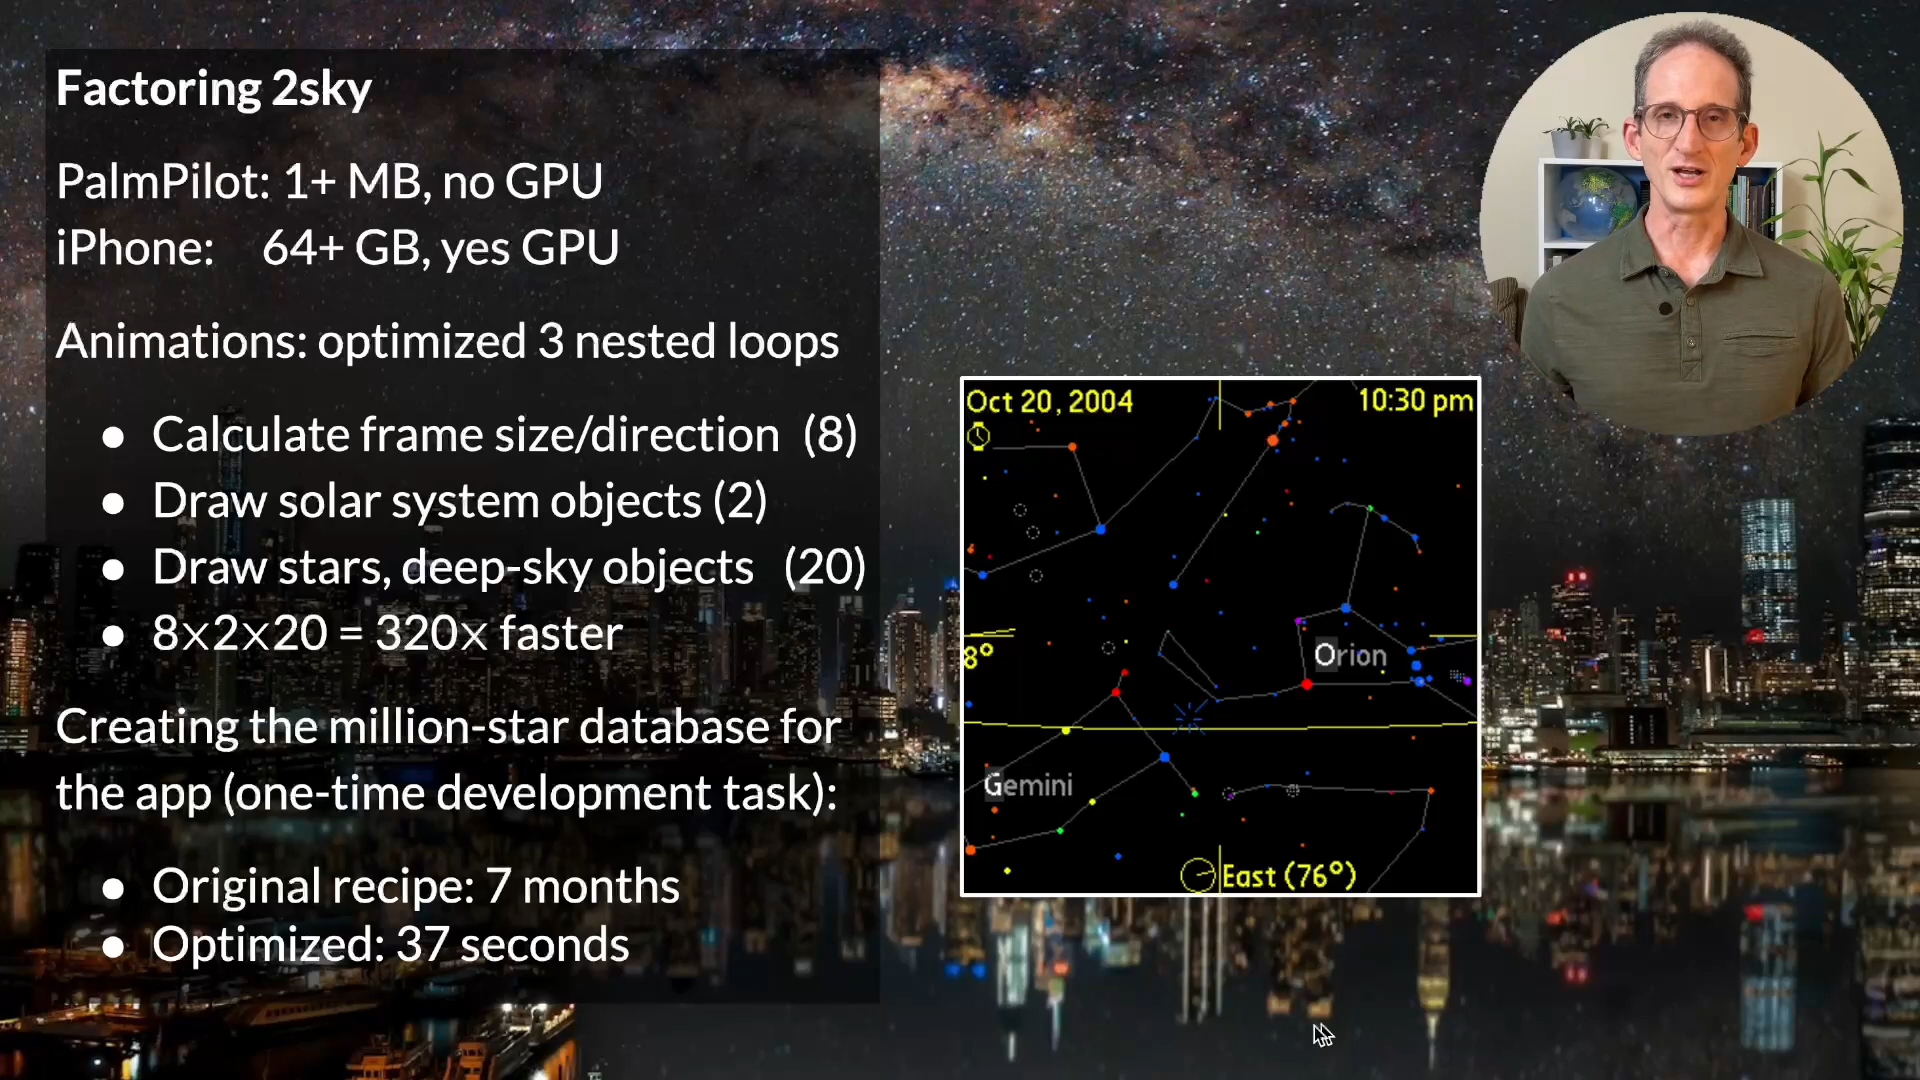 Factoring 2sky
PalmPilot: 1+ MB, no GPU
iPhone: 64+ GB, yes GPU
Animations: optimized 3 nested loops
● Calculate frame size/direction (8)
● Draw solar system objects (2)
● Draw stars, deep-sky objects (20)
● 8×2×20 = 320x faster
Creating the million-star database for
the app (one-time development task):
● Original recipe: 7 months
● Optimized: 37 seconds
Oct 20, 2004 10:30 pm
Orion
8°
Gemini
East (76°)